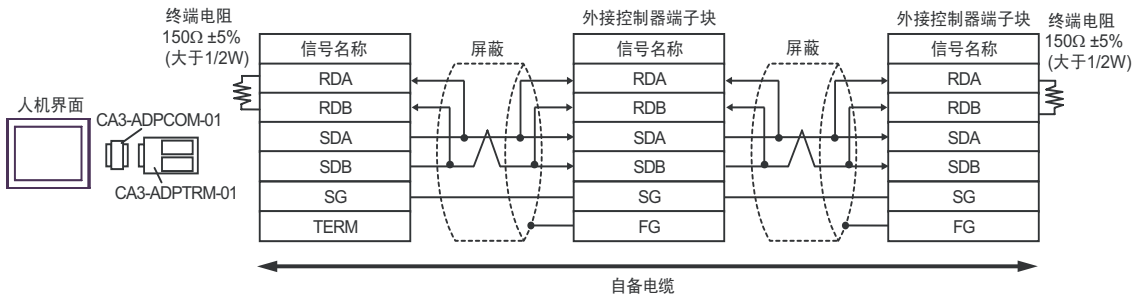 终端电阻
150Ω ±5%
(大于1/2W)
人机界面
CA3-ADPCOM-01
CA3-ADPTRM-01
信号名称
RDA
RDB
SDA
SDB
SG
TERM
屏蔽
外接控制器端子块
信号名称
RDA
RDB
SDA
SDB
SG
FG
屏蔽
外接控制器端子块
信号名称
RDA
RDB
SDA
SDB
SG
FG
终端电阻
150Ω ±5%
(大于1/2W)
自备电缆